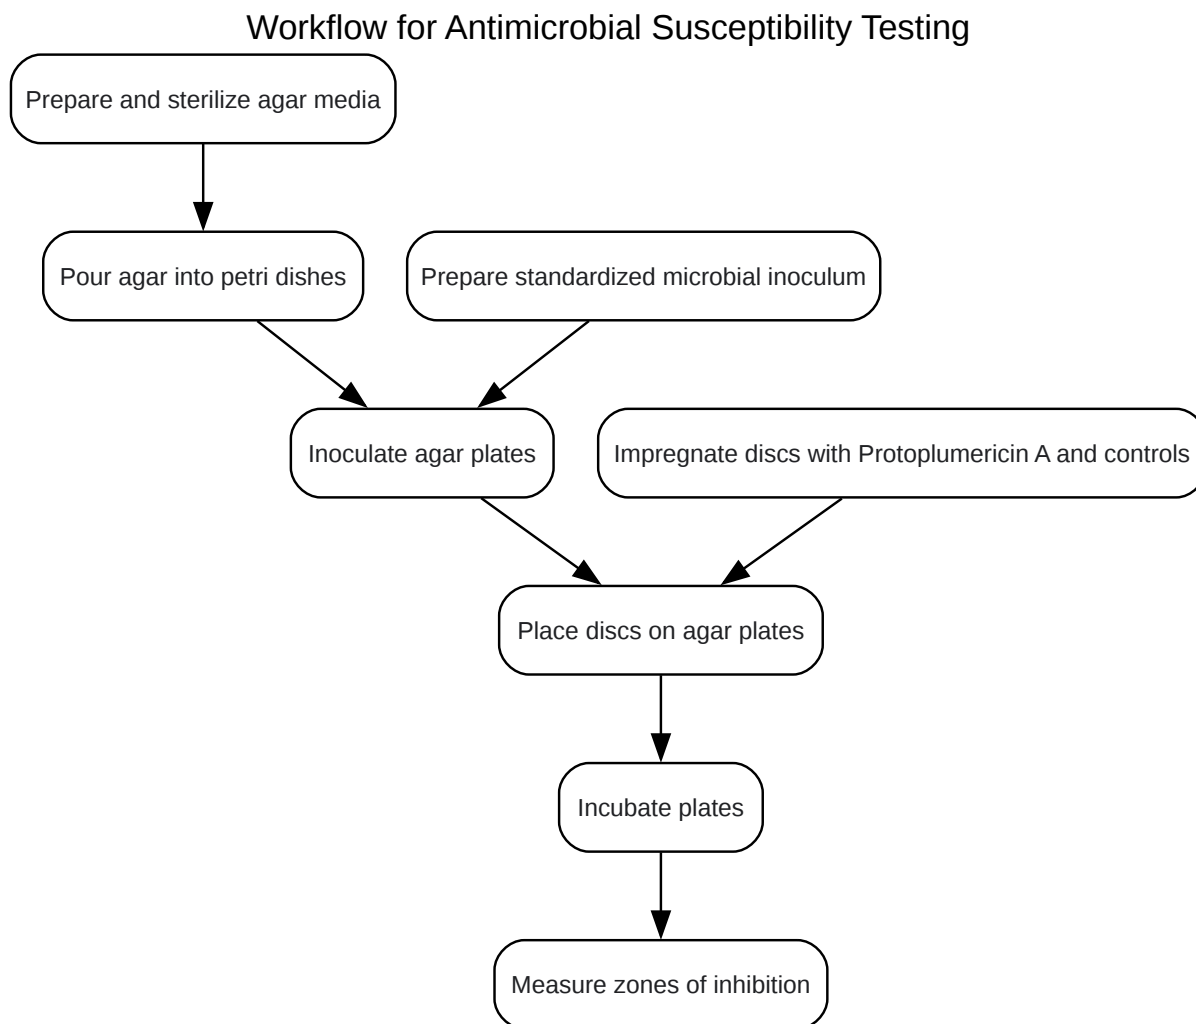 Workflow for Antimicrobial Susceptibility Testing
Prepare and sterilize agar media
Pour agar into petri dishes
Prepare standardized microbial inoculum
Inoculate agar plates
Impregnate discs with Protoplumericin A and controls
Place discs on agar plates
Incubate plates
Measure zones of inhibition